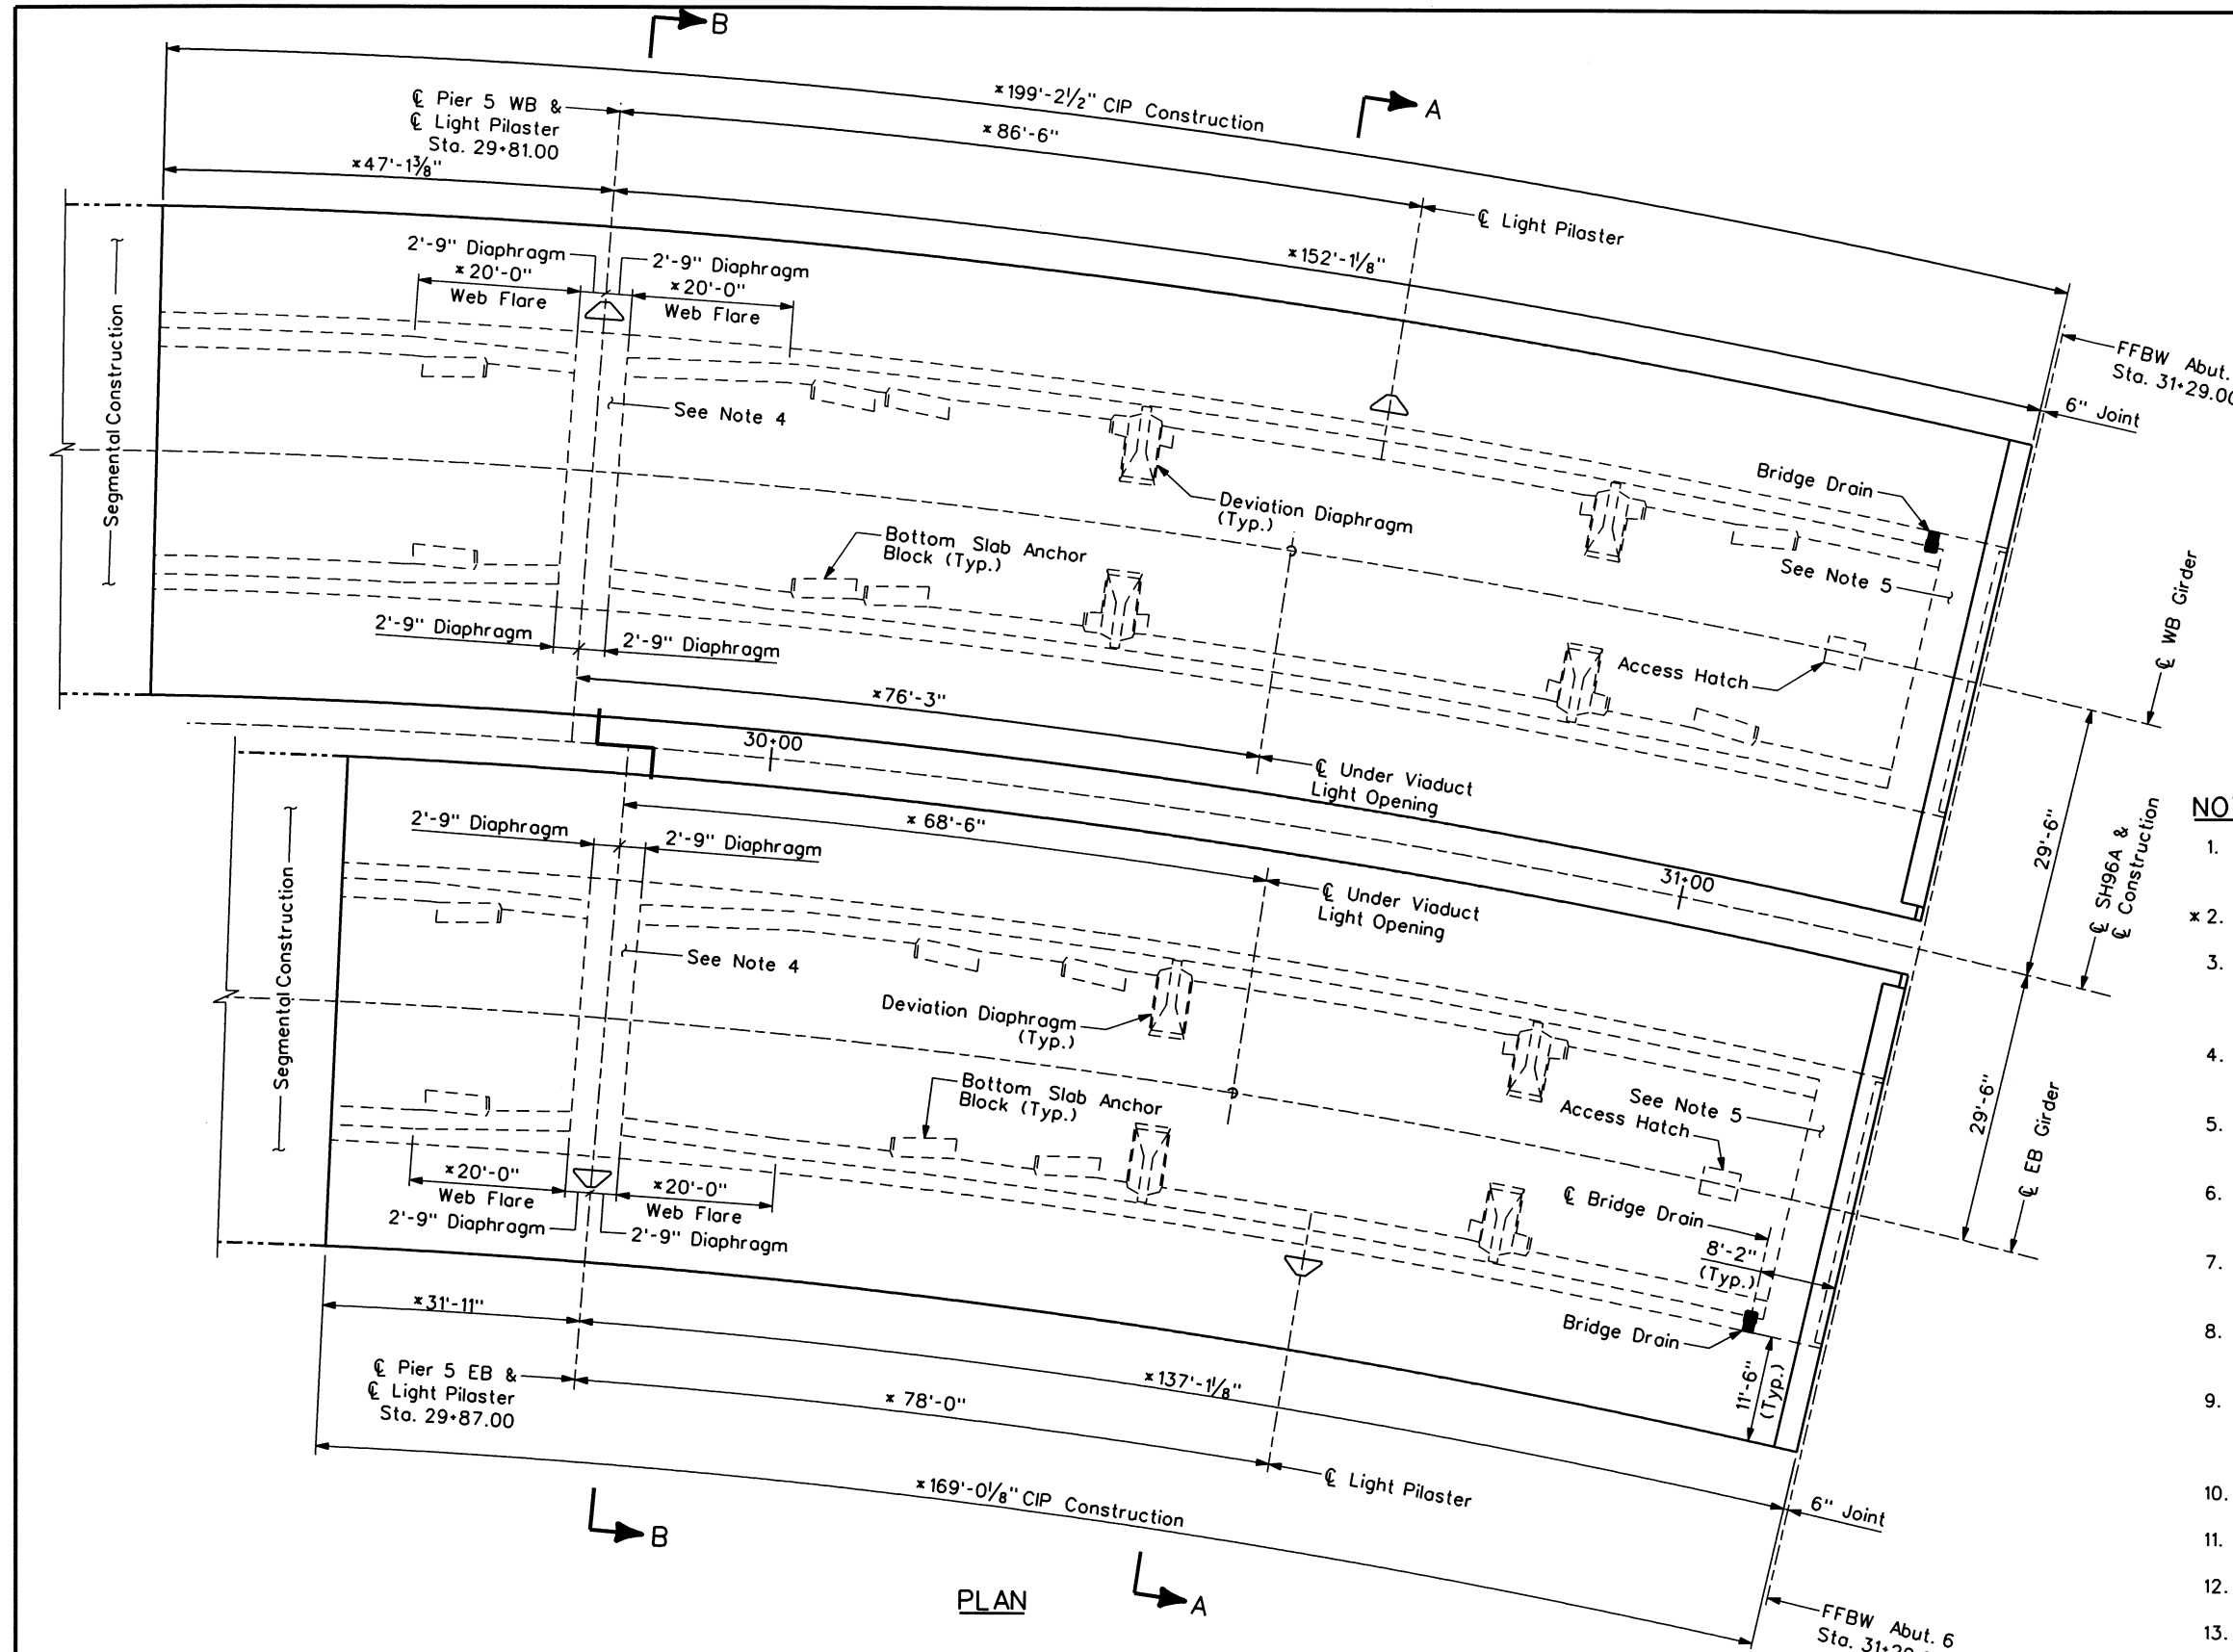 B
*199'-2½" CIP Construction
A
℄ Pier 5 WB &
℄ Light Pilaster
Sta. 29+81.00
*86'-6"
*47'-1⅜"
℄ Light Pilaster
*152'-1⅛"
2'-9" Diaphragm
2'-9" Diaphragm
*20'-0"
Web Flare
*20'-0"
Web Flare
Segmental Construction
FFBW Abut.
Sta. 31+29.00
6" Joint
See Note 4
Bridge Drain
Deviation Diaphragm
(Typ.)
Bottom Slab Anchor
Block (Typ.)
See Note 5
℄ WB Girder
2'-9" Diaphragm
2'-9" Diaphragm
Access Hatch
*76'-3"
30+00
℄ Under Viaduct
Light Opening
29'-6"
℄ SH96A &
℄ Construction
31+00
2'-9" Diaphragm
*68'-6"
2'-9" Diaphragm
℄ Under Viaduct
Light Opening
Segmental Construction
See Note 4
Deviation Diaphragm
(Typ.)
Bottom Slab Anchor
Block (Typ.)
See Note 5
Access Hatch
29'-6"
℄ EB Girder
*20'-0"
Web Flare
*20'-0"
Web Flare
2'-9" Diaphragm
2'-9" Diaphragm
℄ Bridge Drain
8'-2"
(Typ.)
Bridge Drain
11'-6"
(Typ.)
*31'-11"
℄ Pier 5 EB &
℄ Light Pilaster
Sta. 29+87.00
*137'-1⅛"
*78'-0"
℄ Light Pilaster
*169'-0⅛" CIP Construction
6" Joint
B
A
PLAN
FFBW Abut. 6
1.
*2.
3.
4.
5.
6.
7.
8.
9.
10.
11.
12.
13.